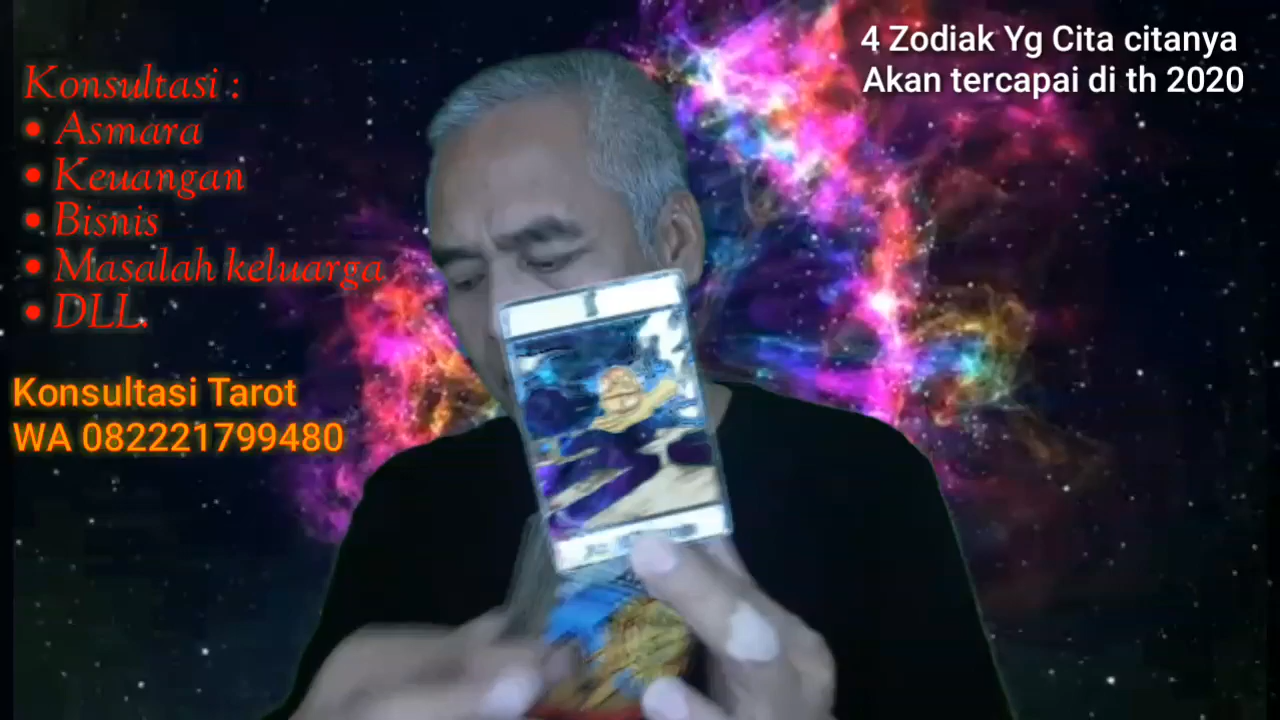 Konsultasi :
• Asmara
• Keuangan
• Bisnis
• Masalah keluarga
• DLL.
Konsultasi Tarot
WA 082221799480
4 Zodiak Yg Cita citanya
Akan tercapai di th 2020